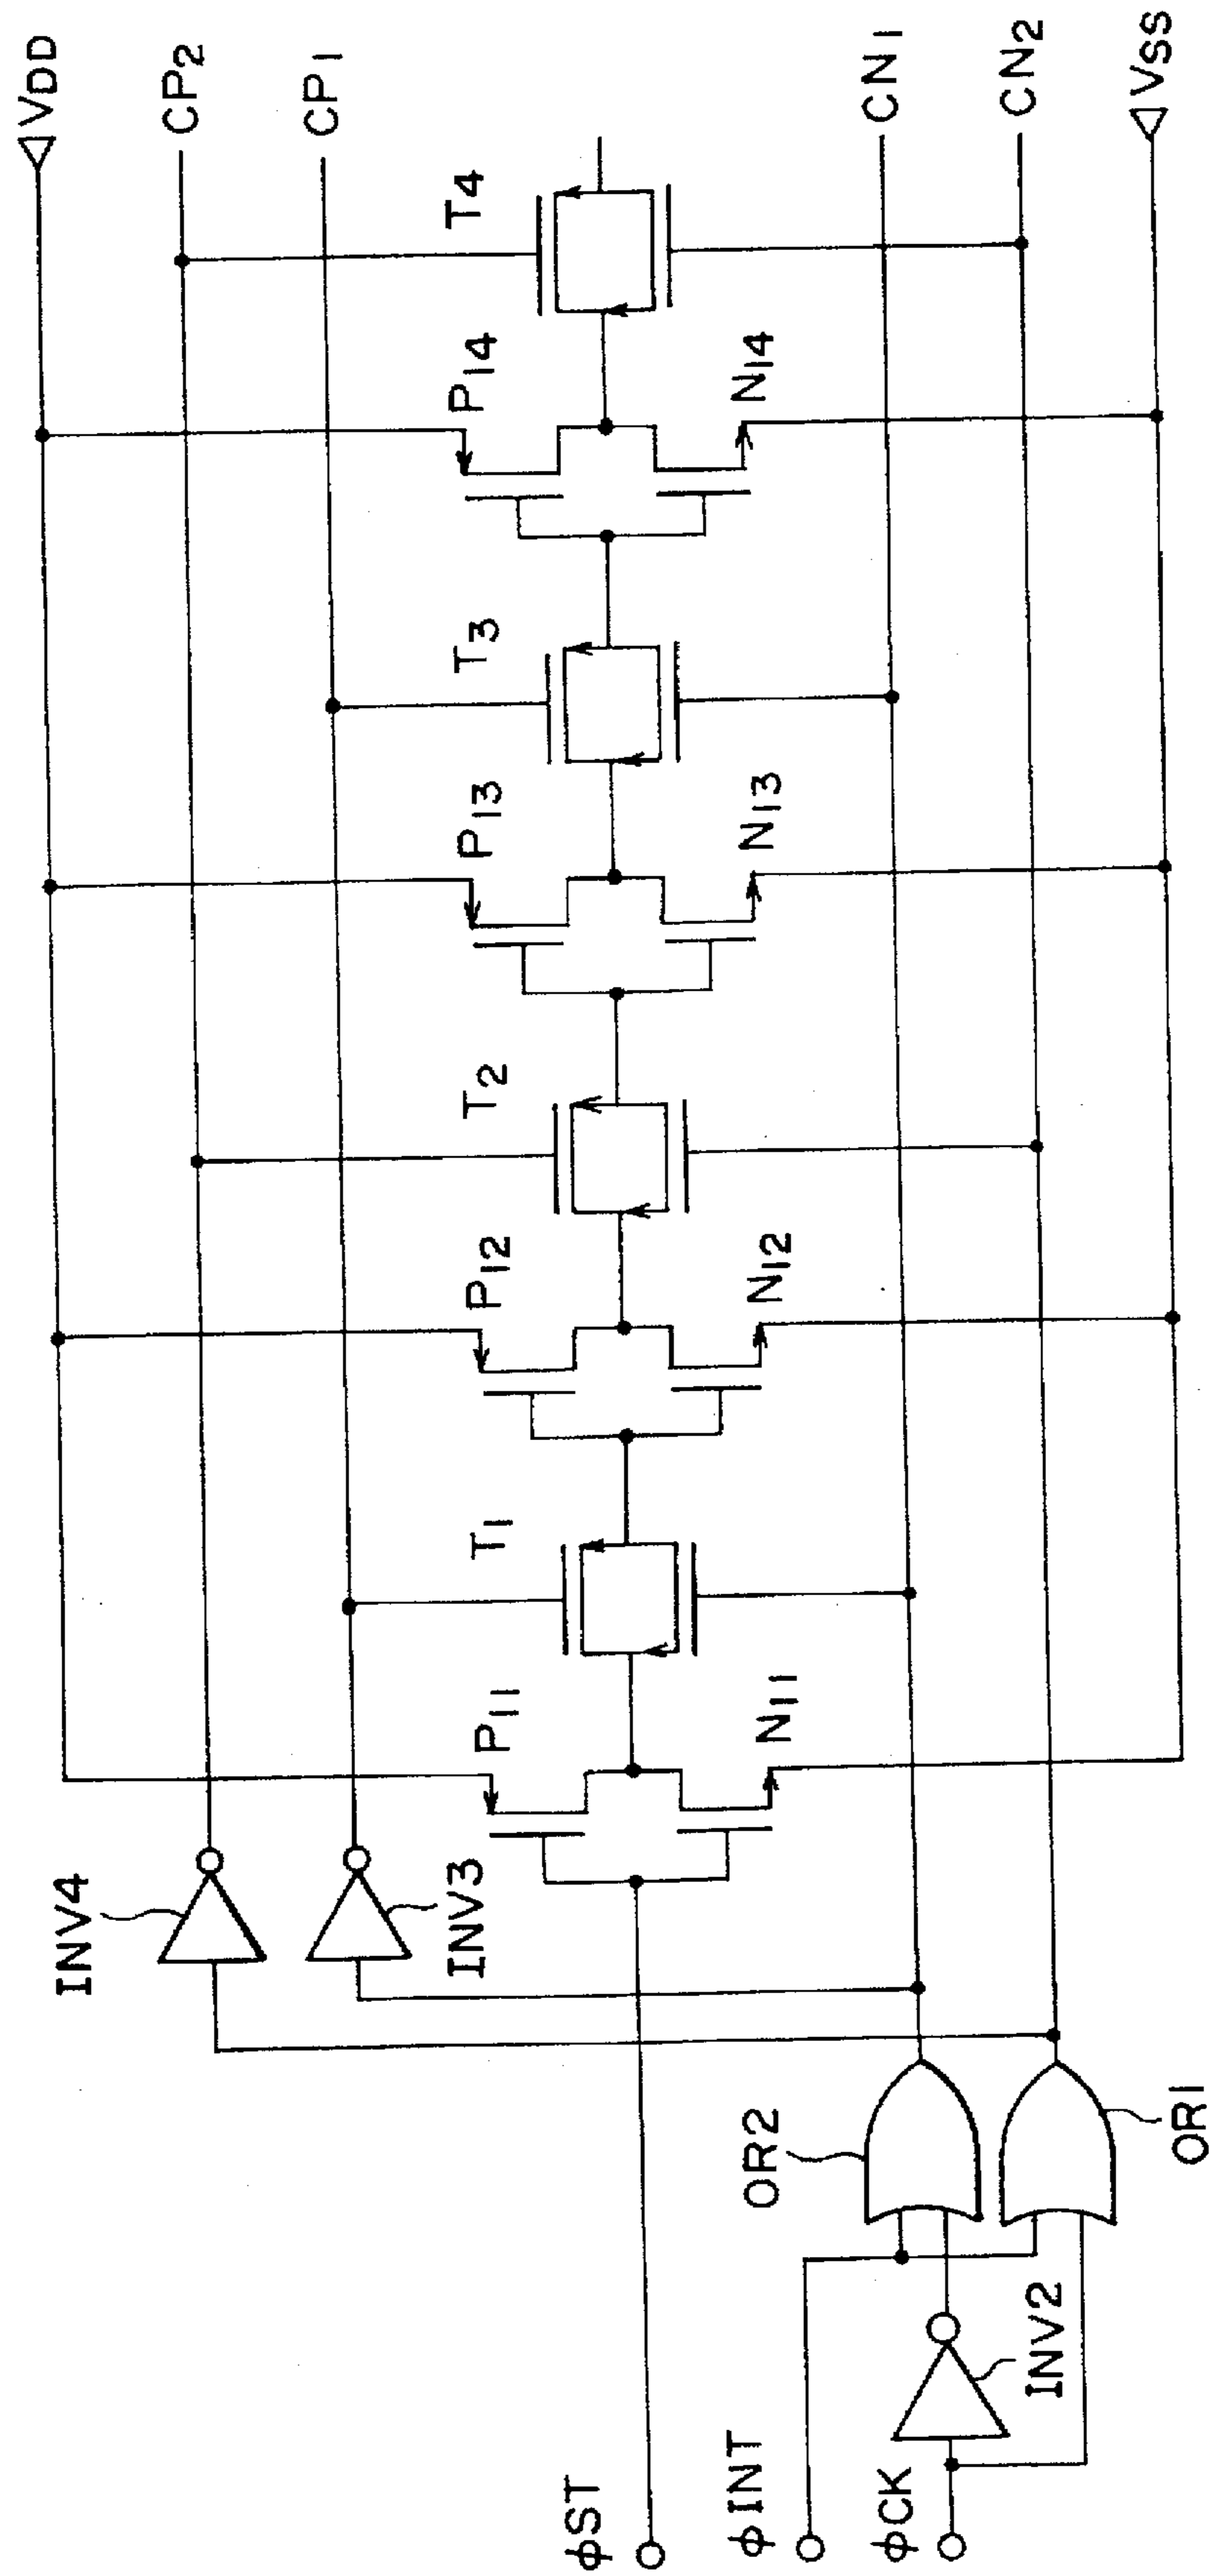 VDD
CP2
CP1
CN1
CN2
VSS
T4
P14
N14
T3
P13
N13
T2
P12
N12
T1
P11
N11
INV4
INV3
OR2
OR1
INV2
φST
φINT
φCK